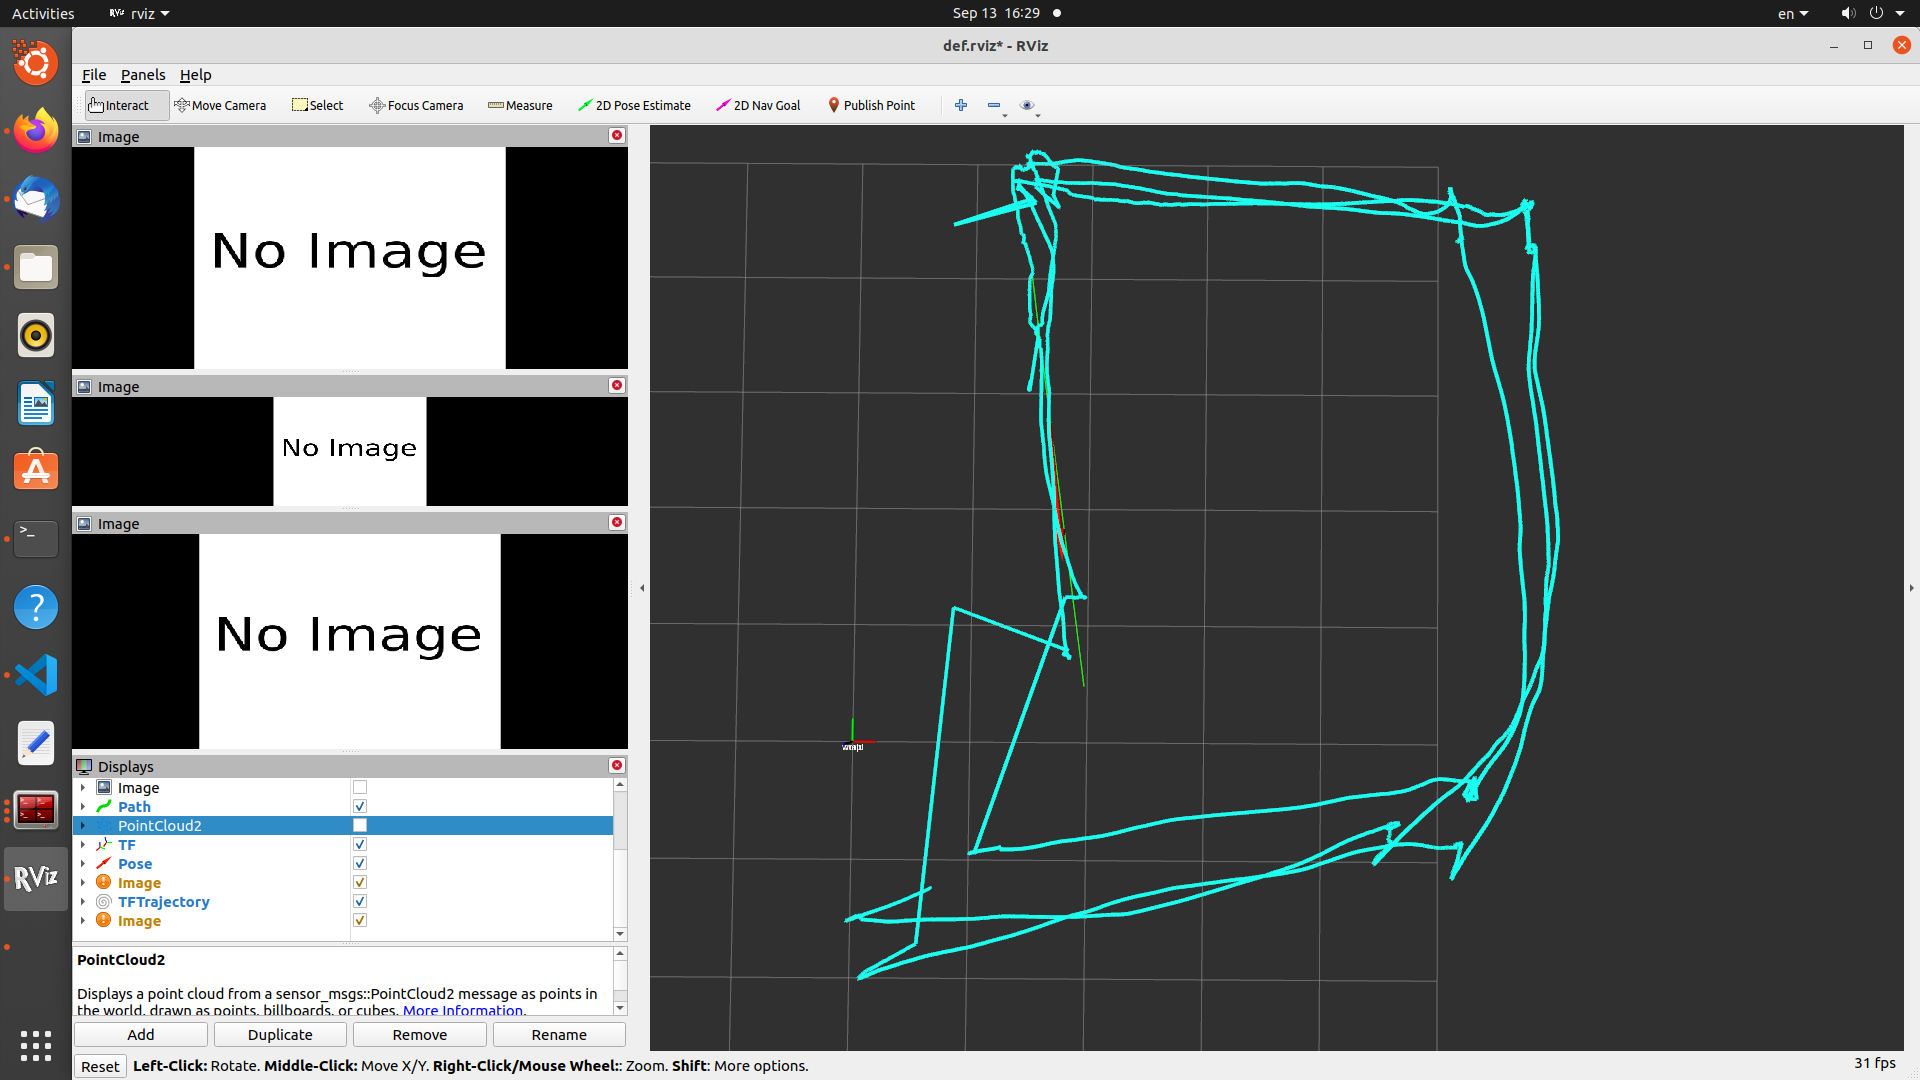 Activities
RViz rviz
Sep 13 16:29
en
def.rviz* - RViz
File Panels Help
Interact Move Camera Select Focus Camera Measure 2D Pose Estimate 2D Nav Goal Publish Point
Image
No Image
Image
No Image
Image
No Image
Displays
Image
Path
PointCloud2
TF
Pose
Image
TFTrajectory
Image
PointCloud2
Displays a point cloud from a sensor_msgs::PointCloud2 message as points in
the world, drawn as points, billboards, or cubes. More Information.
Add Duplicate Remove Rename
Reset Left-Click: Rotate. Middle-Click: Move X/Y. Right-Click/Mouse Wheel:: Zoom. Shift: More options.
31 fps
RViz